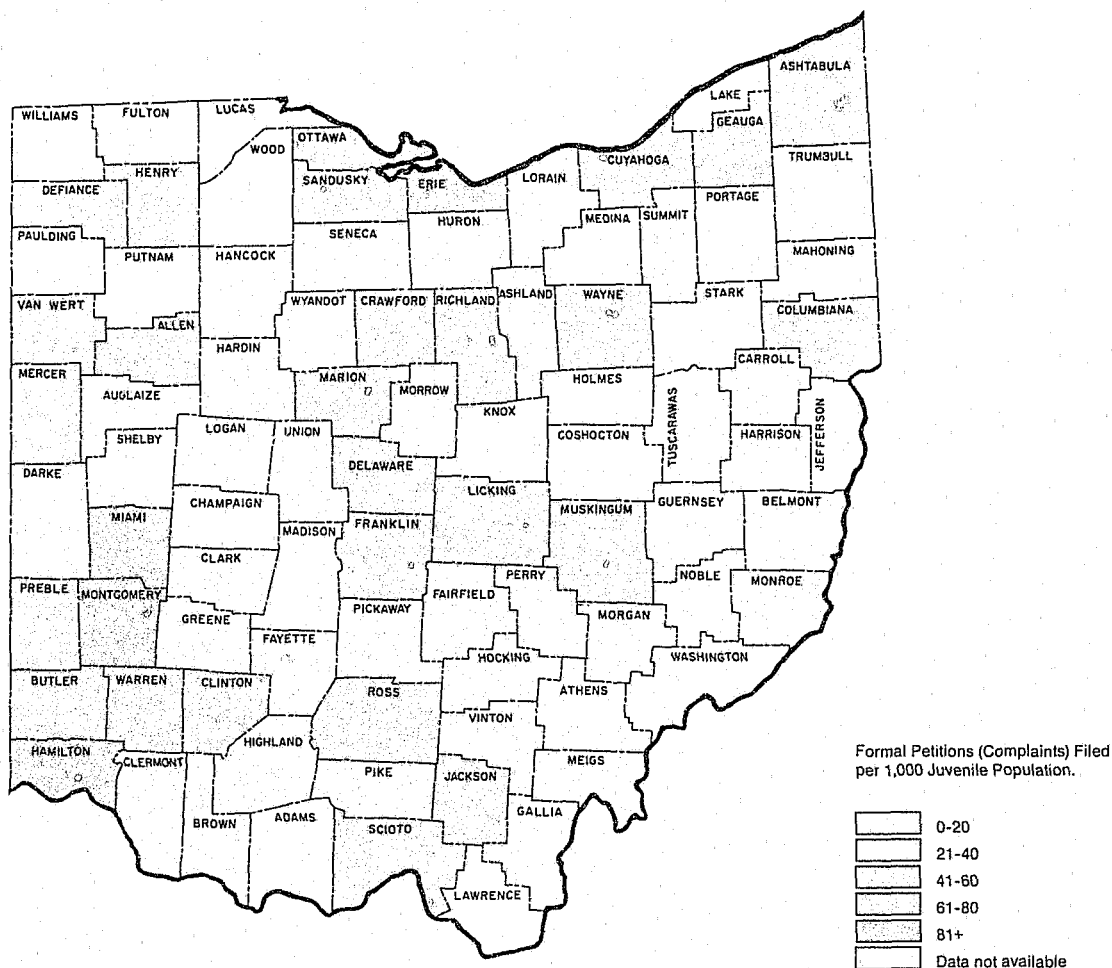 ASHTABULA
LAKE
GEAUGA
WILLIAMS
FULTON
LUCAS
OTTAWA
WOOD
CUYAHOGA
TRUMBULL
HENRY
DEFIANCE
SANDUSKY
ERIE
LORAIN
PORTAGE
MEDINA
SUMMIT
HURON
SENECA
PAULDING
PUTNAM
HANCOCK
MAHONING
VAN WERT
WYANDOT
CRAWFORD
RICHLAND
ASHLAND
WAYNE
STARK
COLUMBIANA
ALLEN
HARDIN
CARROLL
MERCER
MARION
MORROW
HOLMES
AUGLAIZE
KNOX
TUSCARAWAS
JEFFERSON
LOGAN
UNION
COSHOCTON
HARRISON
SHELBY
DARKE
DELAWARE
LICKING
GUERNSEY
BELMONT
CHAMPAIGN
MUSKINGUM
MIAMI
FRANKLIN
MADISON
CLARK
PERRY
NOBLE
MONROE
PREBLE
MONTGOMERY
FAIRFIELD
PICKAWAY
MORGAN
GREENE
FAYETTE
HOCKING
WASHINGTON
BUTLER
WARREN
CLINTON
ROSS
ATHENS
VINTON
HIGHLAND
HAMILTON
CLERMONT
MEIGS
PIKE
JACKSON
GALLIA
BROWN
ADAMS
SCIOTO
LAWRENCE
Formal Petitions (Complaints) Filed
per 1,000 Juvenile Population.
0-20
21-40
41-60
61-80
81+
Data not available